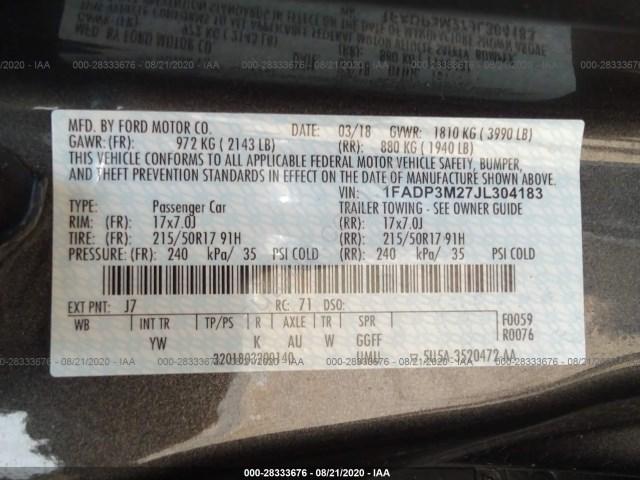 000-28333676 - 08/21/2020 - IAA
MFD. BY FORD MOTOR CO. DATE: 03/18 GVWR: 1810 KG ( 3990 LB)
GAWR: (FR): 972 KG ( 2143 LB) (RR): 880 KG ( 1940 LB)
THIS VEHICLE CONFORMS TO ALL APPLICABLE FEDERAL MOTOR VEHICLE SAFETY, BUMPER,
AND THEFT PREVENTION STANDARDS IN EFFECT ON THE DATE OF MANUFACTURE SHOWN ABOVE.
VIN: 1FADP3M27JL304183
TYPE: Passenger Car TRAILER TOWING - SEE OWNER GUIDE
RIM: (FR): 17x7.0J (RR): 17x7.0J
TIRE: (FR): 215/50R17 91H (RR): 215/50R17 91H
PRESSURE: (FR): 240 kPa/ 35 PSI COLD (RR): 240 kPa/ 35 PSI COLD
EXT PNT: J7 RC: 71 DSO:
WB INT TR TP/PS R AXLE TR SPR F0059
YW K AU W GGFF R0076
UMU
000-28333676 - 08/21/2020 - IAA
000-28333676 - 08/21/2020 - IAA